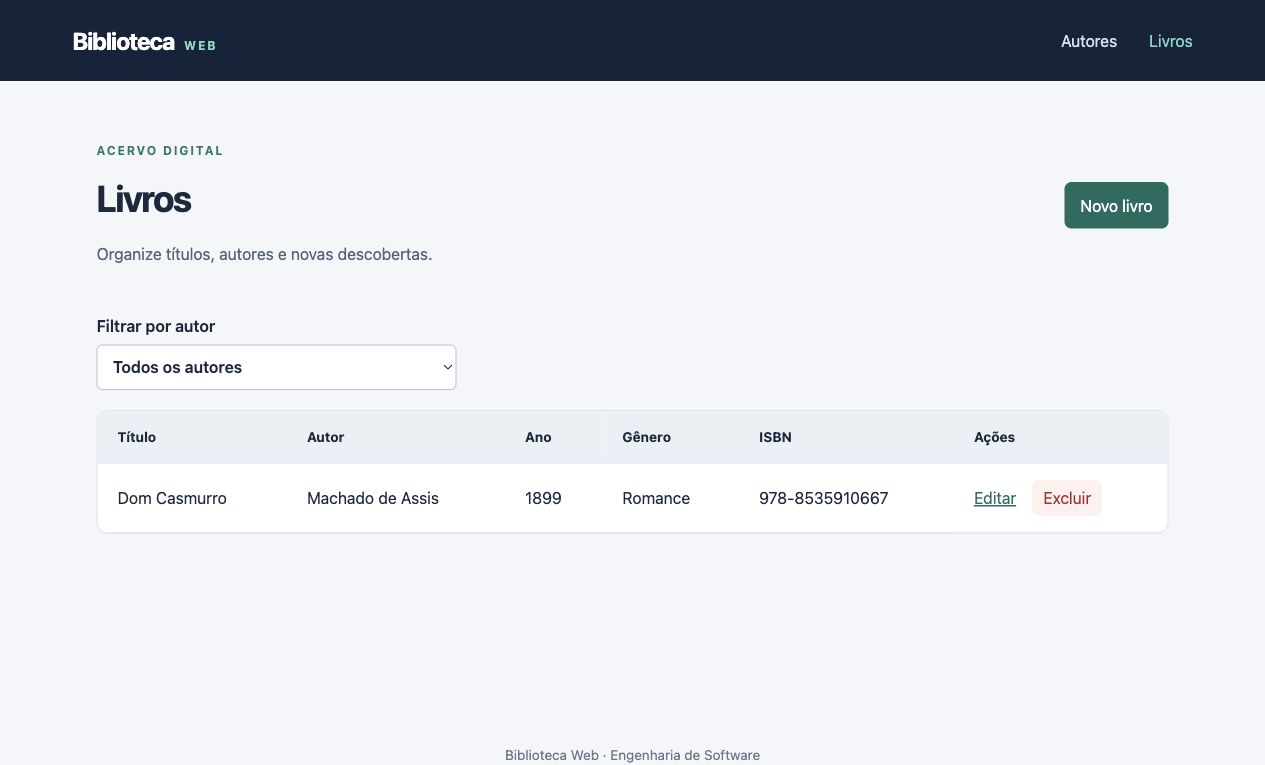 Biblioteca WEB Autores Livros
ACERVO DIGITAL
Livros
Novo livro
Organize títulos, autores e novas descobertas.
Filtrar por autor
Todos os autores
Título Autor Ano Gênero ISBN Ações
Dom Casmurro Machado de Assis 1899 Romance 978-8535910667 Editar Excluir
Biblioteca Web · Engenharia de Software